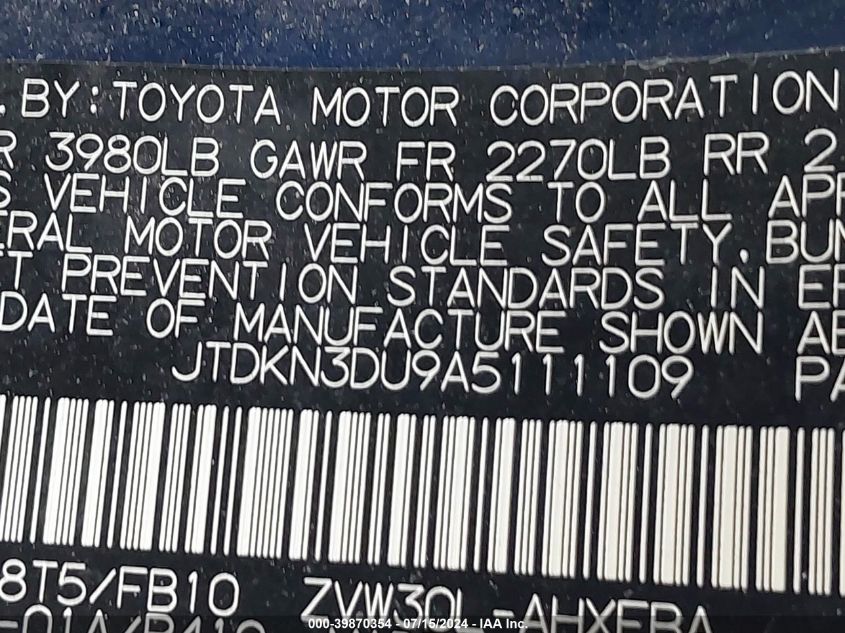 . BY: TOYOTA MOTOR CORPORATION
R 3980LB GAWR FR 2270LB RR 2
S VEHICLE CONFORMS TO ALL APP
ERAL MOTOR VEHICLE SAFETY. BUM
T PREVENTION STANDARDS IN EF
DATE OF MANUFACTURE SHOWN AB
JTDKN3DU9A5111109 PA
8T5/FB10 ZVW30L-AHXEBA
000-39870354 - 07/15/2024 - IAA Inc.